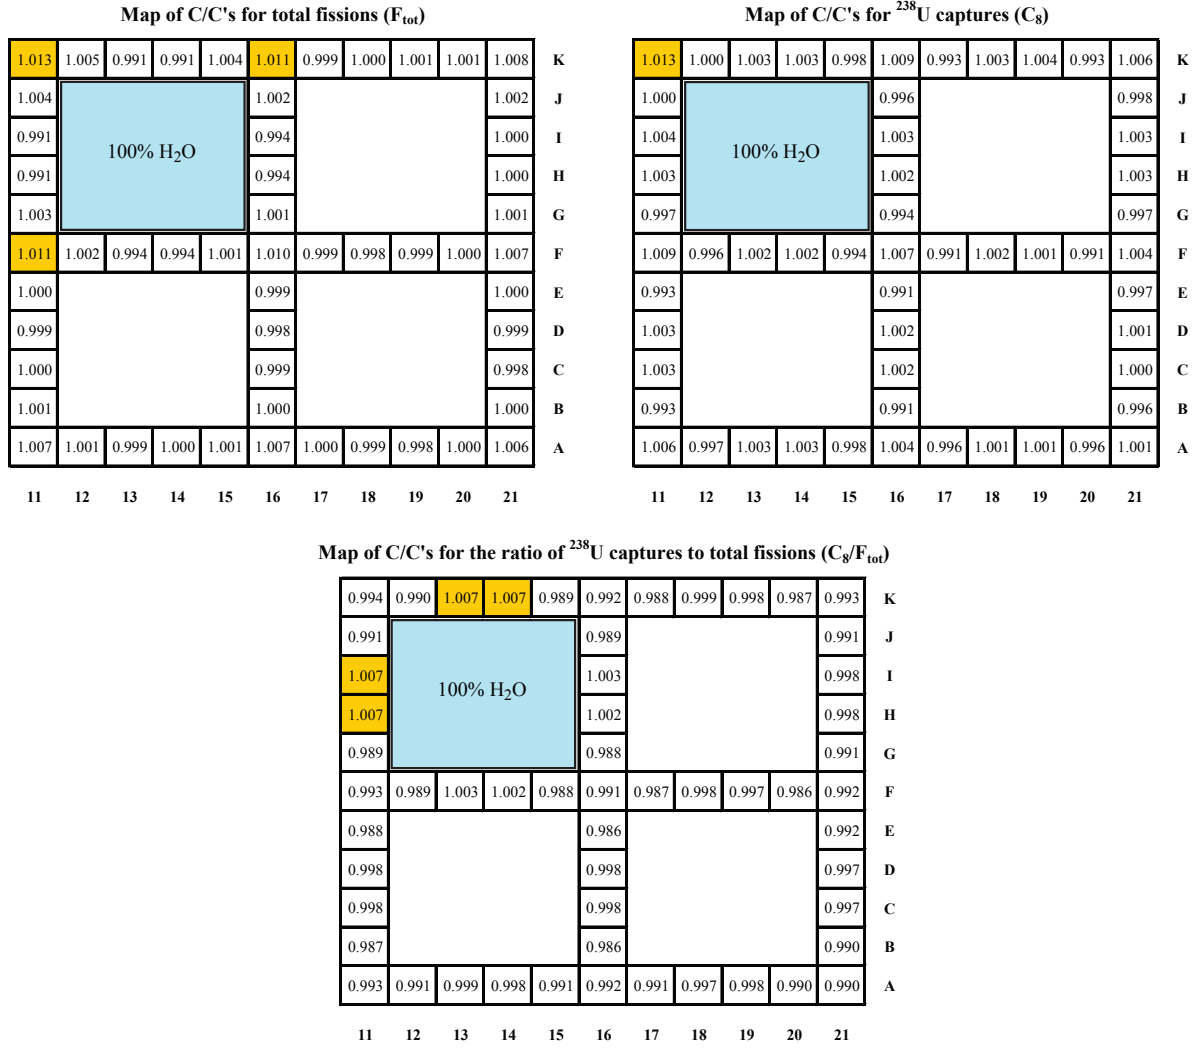 Map of C/C's for total fissions (Ftot)
1.013 1.005 0.991 0.991 1.004 1.011 0.999 1.000 1.001 1.001 1.008 K
1.004 1.002 1.002 J
0.991 0.994 1.000 I
100% H2O
0.991 0.994 1.000 H
1.003 1.001 1.001 G
1.011 1.002 0.994 0.994 1.001 1.010 0.999 0.998 0.999 1.000 1.007 F
1.000 0.999 1.000 E
0.999 0.998 0.999 D
1.000 0.999 0.998 C
1.001 1.000 1.000 B
1.007 1.001 0.999 1.000 1.001 1.007 1.000 0.999 0.998 1.000 1.006 A
11 12 13 14 15 16 17 18 19 20 21
Map of C/C's for 238U captures (C8)
1.013 1.000 1.003 1.003 0.998 1.009 0.993 1.003 1.004 0.993 1.006 K
1.000 0.996 0.998 J
1.004 1.003 1.003 I
100% H2O
1.003 1.002 1.003 H
0.997 0.994 0.997 G
1.009 0.996 1.002 1.002 0.994 1.007 0.991 1.002 1.001 0.991 1.004 F
0.993 0.991 0.997 E
1.003 1.002 1.001 D
1.003 1.002 1.000 C
0.993 0.991 0.996 B
1.006 0.997 1.003 1.003 0.998 1.004 0.996 1.001 1.001 0.996 1.001 A
11 12 13 14 15 16 17 18 19 20 21
Map of C/C's for the ratio of 238U captures to total fissions (C8/Ftot)
0.994 0.990 1.007 1.007 0.989 0.992 0.988 0.999 0.998 0.987 0.993 K
0.991 0.989 0.991 J
1.007 1.003 0.998 I
100% H2O
1.007 1.002 0.998 H
0.989 0.988 0.991 G
0.993 0.989 1.003 1.002 0.988 0.991 0.987 0.998 0.997 0.986 0.992 F
0.988 0.986 0.992 E
0.998 0.998 0.997 D
0.998 0.998 0.997 C
0.987 0.986 0.990 B
0.993 0.991 0.999 0.998 0.991 0.992 0.991 0.997 0.998 0.990 0.990 A
11 12 13 14 15 16 17 18 19 20 21